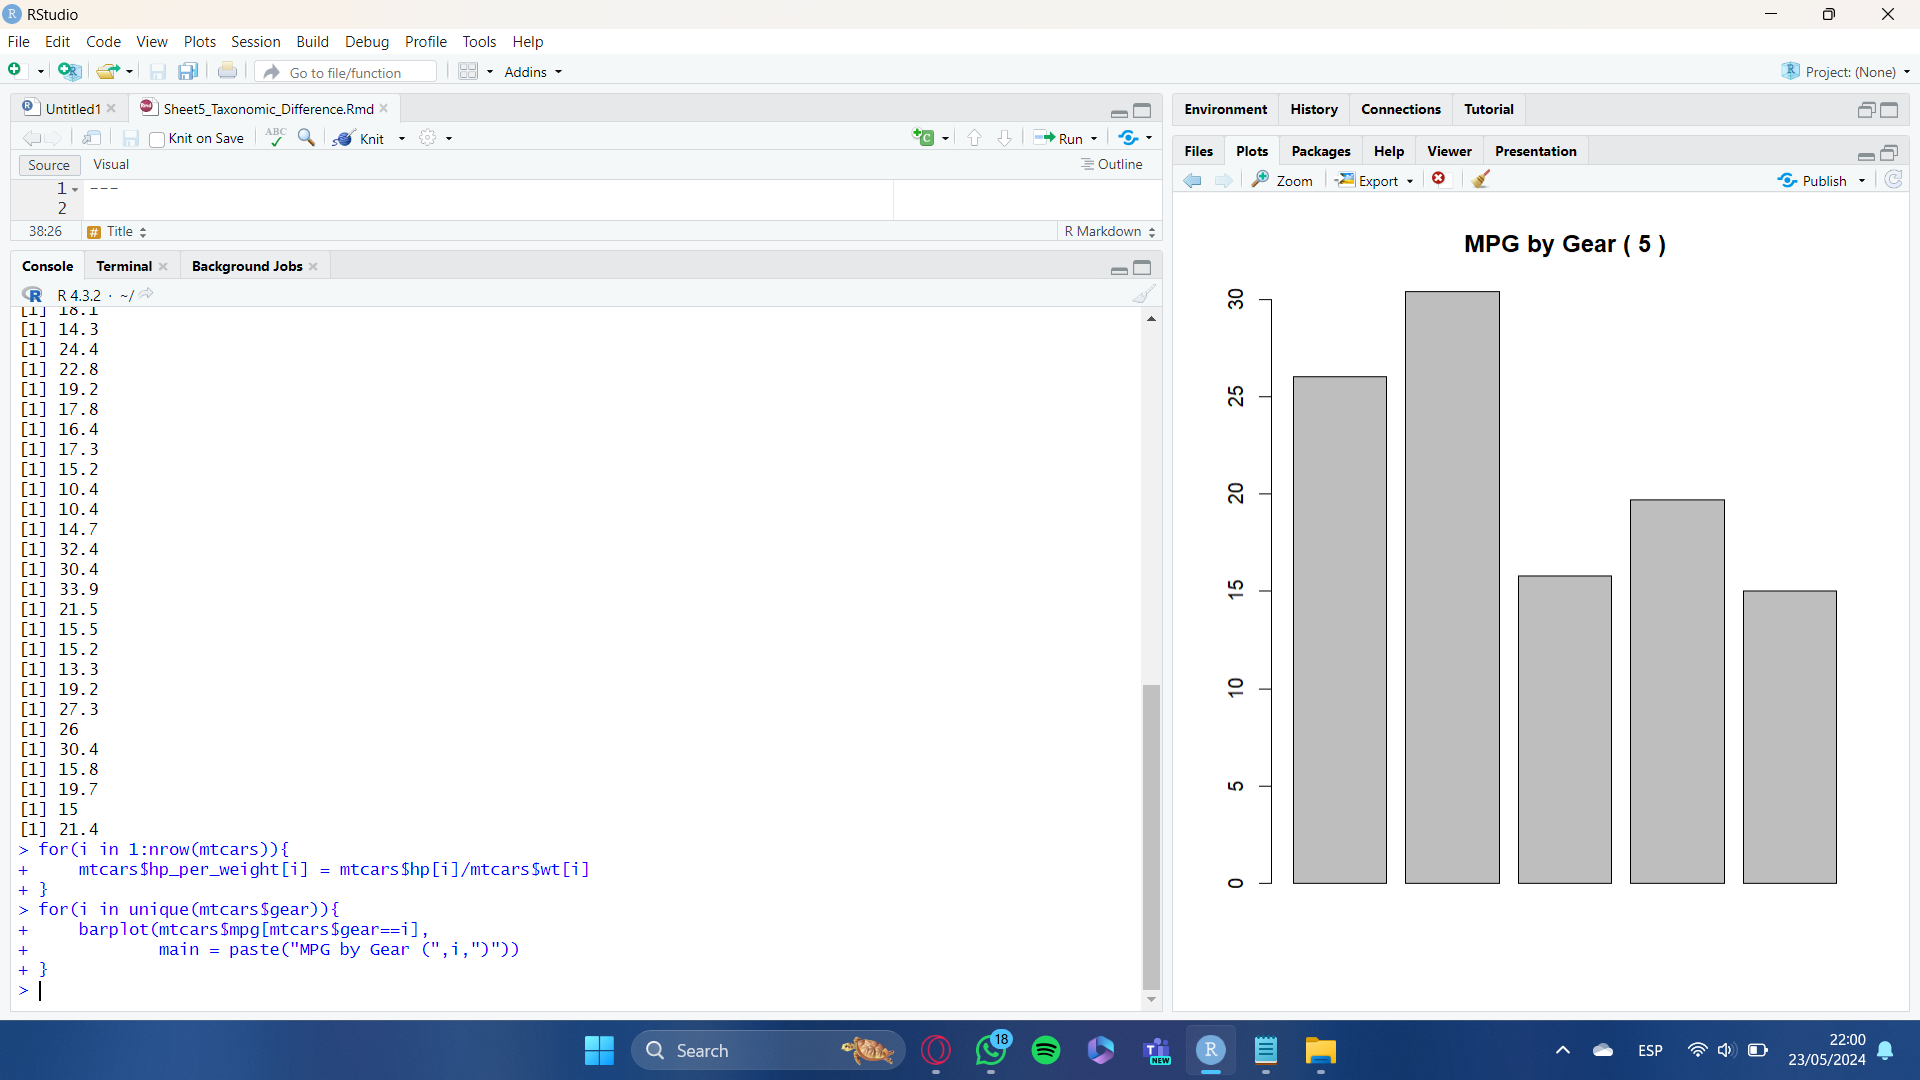 RStudio
File Edit Code View Plots Session Build Debug Profile Tools Help
Go to file/function Addins Project: (None)
Untitled1 Sheet5_Taxonomic_Difference.Rmd
Knit on Save ABC Knit Run
Source Visual Outline
1 ---
2
38:26 # Title R Markdown
Console Terminal Background Jobs
R 4.3.2 · ~/
[1] 18.1
[1] 14.3
[1] 24.4
[1] 22.8
[1] 19.2
[1] 17.8
[1] 16.4
[1] 17.3
[1] 15.2
[1] 10.4
[1] 10.4
[1] 14.7
[1] 32.4
[1] 30.4
[1] 33.9
[1] 21.5
[1] 15.5
[1] 15.2
[1] 13.3
[1] 19.2
[1] 27.3
[1] 26
[1] 30.4
[1] 15.8
[1] 19.7
[1] 15
[1] 21.4
> for(i in 1:nrow(mtcars)){
+     mtcars$hp_per_weight[i] = mtcars$hp[i]/mtcars$wt[i]
+ }
> for(i in unique(mtcars$gear)){
+     barplot(mtcars$mpg[mtcars$gear==i],
+             main = paste("MPG by Gear (",i,")"))
+ }
>
Environment History Connections Tutorial
Files Plots Packages Help Viewer Presentation
Zoom Export Publish
MPG by Gear ( 5 )
30
25
20
15
10
5
0
Search
18
NEW
ESP
22:00
23/05/2024